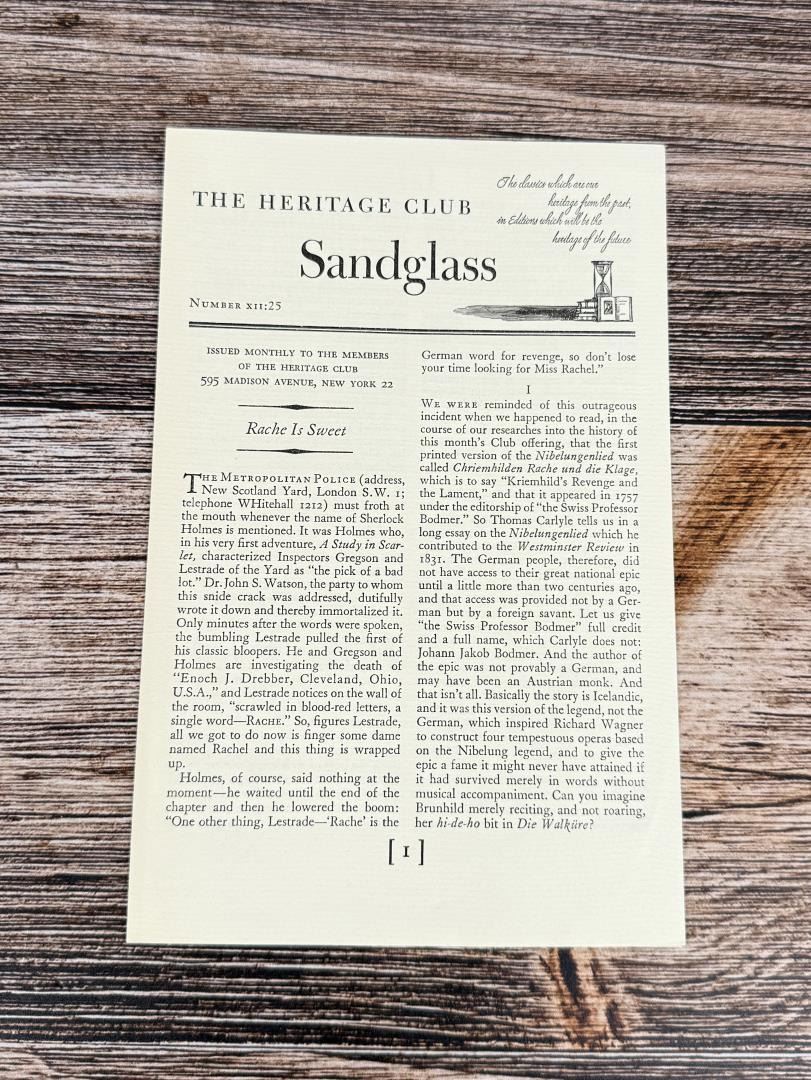 THE HERITAGE CLUB
The classics which are our
heritage from the past,
in Editions which will be the
heritage of the future
Sandglass
NUMBER XII:25
ISSUED MONTHLY TO THE MEMBERS
OF THE HERITAGE CLUB
595 MADISON AVENUE, NEW YORK 22
Rache Is Sweet
THE METROPOLITAN POLICE (address,
New Scotland Yard, London S.W. 1;
telephone WHitehall 1212) must froth at
the mouth whenever the name of Sherlock
Holmes is mentioned. It was Holmes who,
in his very first adventure, A Study in Scar-
let, characterized Inspectors Gregson and
Lestrade of the Yard as "the pick of a bad
lot." Dr. John S. Watson, the party to whom
this snide crack was addressed, dutifully
wrote it down and thereby immortalized it.
Only minutes after the words were spoken,
the bumbling Lestrade pulled the first of
his classic bloopers. He and Gregson and
Holmes are investigating the death of
"Enoch J. Drebber, Cleveland, Ohio,
U.S.A.," and Lestrade notices on the wall of
the room, "scrawled in blood-red letters, a
single word—RACHE." So, figures Lestrade,
all we got to do now is finger some dame
named Rachel and this thing is wrapped
up.
Holmes, of course, said nothing at the
moment—he waited until the end of the
chapter and then he lowered the boom:
"One other thing, Lestrade—'Rache' is the
German word for revenge, so don't lose
your time looking for Miss Rachel."
I
WE WERE reminded of this outrageous
incident when we happened to read, in the
course of our researches into the history of
this month's Club offering, that the first
printed version of the Nibelungenlied was
called Chriemhilden Rache und die Klage,
which is to say "Kriemhild's Revenge and
the Lament," and that it appeared in 1757
under the editorship of "the Swiss Professor
Bodmer." So Thomas Carlyle tells us in a
long essay on the Nibelungenlied which he
contributed to the Westminster Review in
1831. The German people, therefore, did
not have access to their great national epic
until a little more than two centuries ago,
and that access was provided not by a Ger-
man but by a foreign savant. Let us give
"the Swiss Professor Bodmer" full credit
and a full name, which Carlyle does not:
Johann Jakob Bodmer. And the author of
the epic was not provably a German, and
may have been an Austrian monk. And
that isn't all. Basically the story is Icelandic,
and it was this version of the legend, not the
German, which inspired Richard Wagner
to construct four tempestuous operas based
on the Nibelung legend, and to give the
epic a fame it might never have attained if
it had survived merely in words without
musical accompaniment. Can you imagine
Brunhild merely reciting, and not roaring,
her hi-de-ho bit in Die Walküre?
[ 1 ]